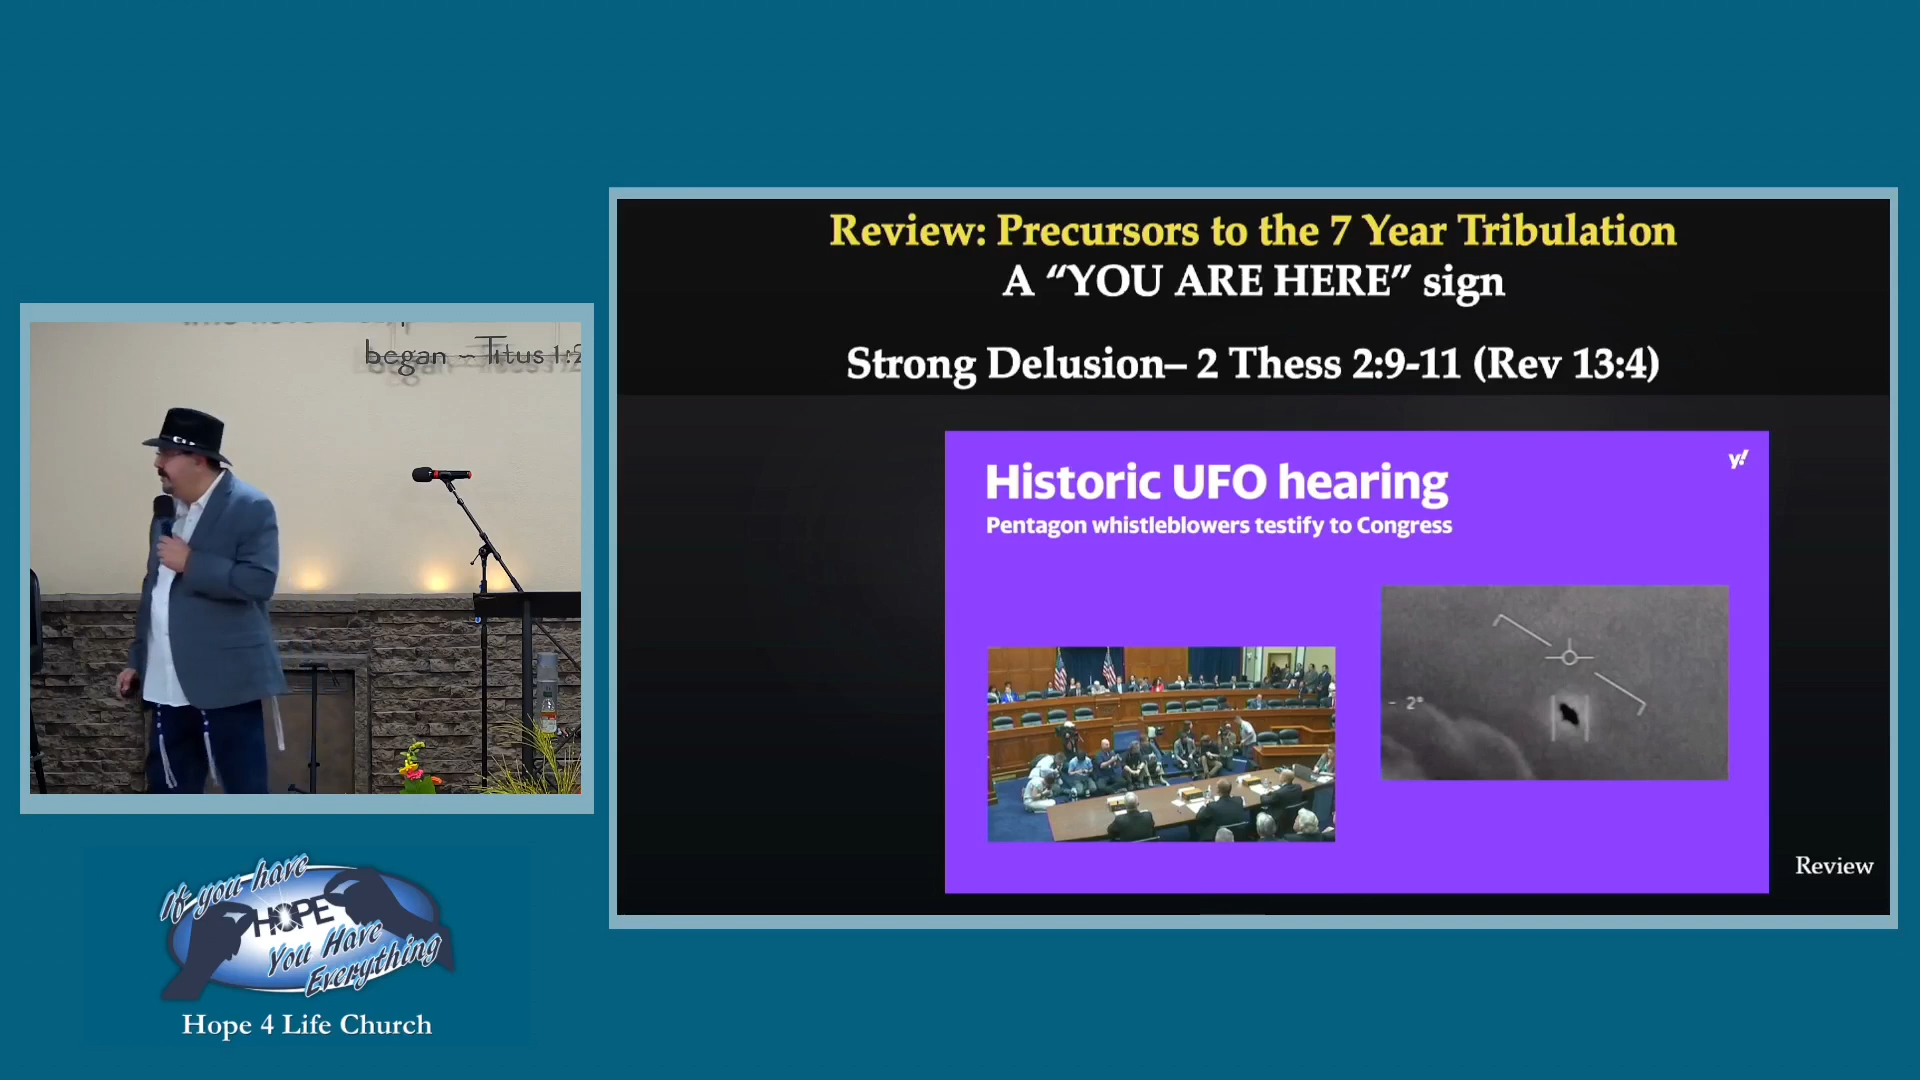 began ~ Titus 1:2
If you have
HOPE
You Have
Everything
Hope 4 Life Church
Review: Precursors to the 7 Year Tribulation
A “YOU ARE HERE” sign
Strong Delusion– 2 Thess 2:9-11 (Rev 13:4)
Historic UFO hearing
y!
Pentagon whistleblowers testify to Congress
- 2°
Review